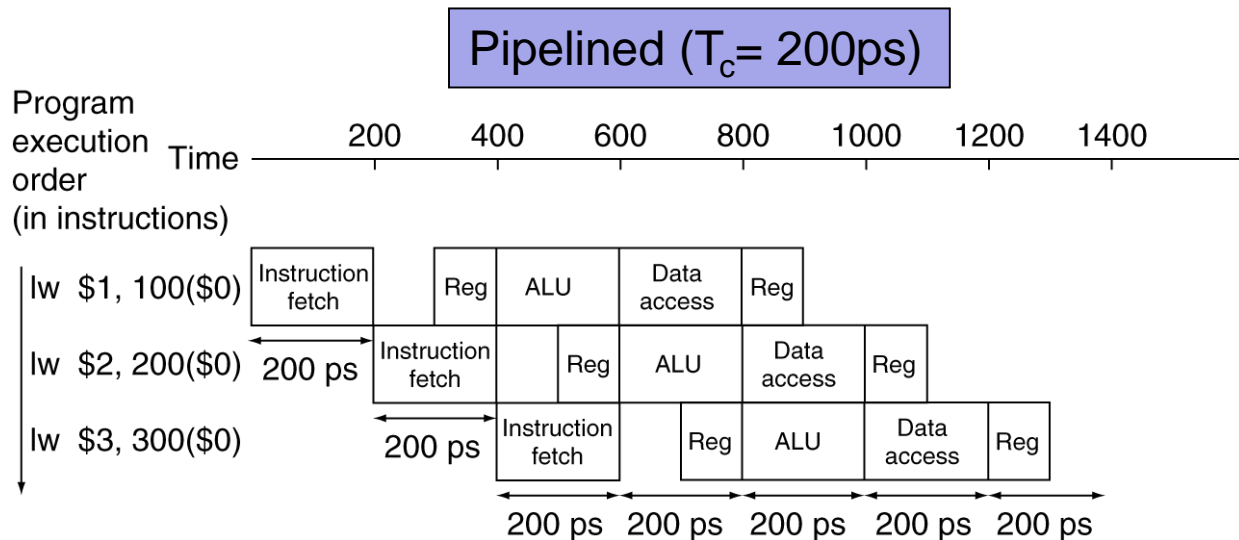 Pipelined (Tc= 200ps)
Program
execution
order
(in instructions)
Time
200 400 600 800 1000 1200 1400
lw $1, 100($0)
Instruction
fetch
Reg
ALU
Data
access
Reg
200 ps
lw $2, 200($0)
Instruction
fetch
Reg
ALU
Data
access
Reg
200 ps
lw $3, 300($0)
Instruction
fetch
Reg
ALU
Data
access
Reg
200 ps 200 ps 200 ps 200 ps 200 ps